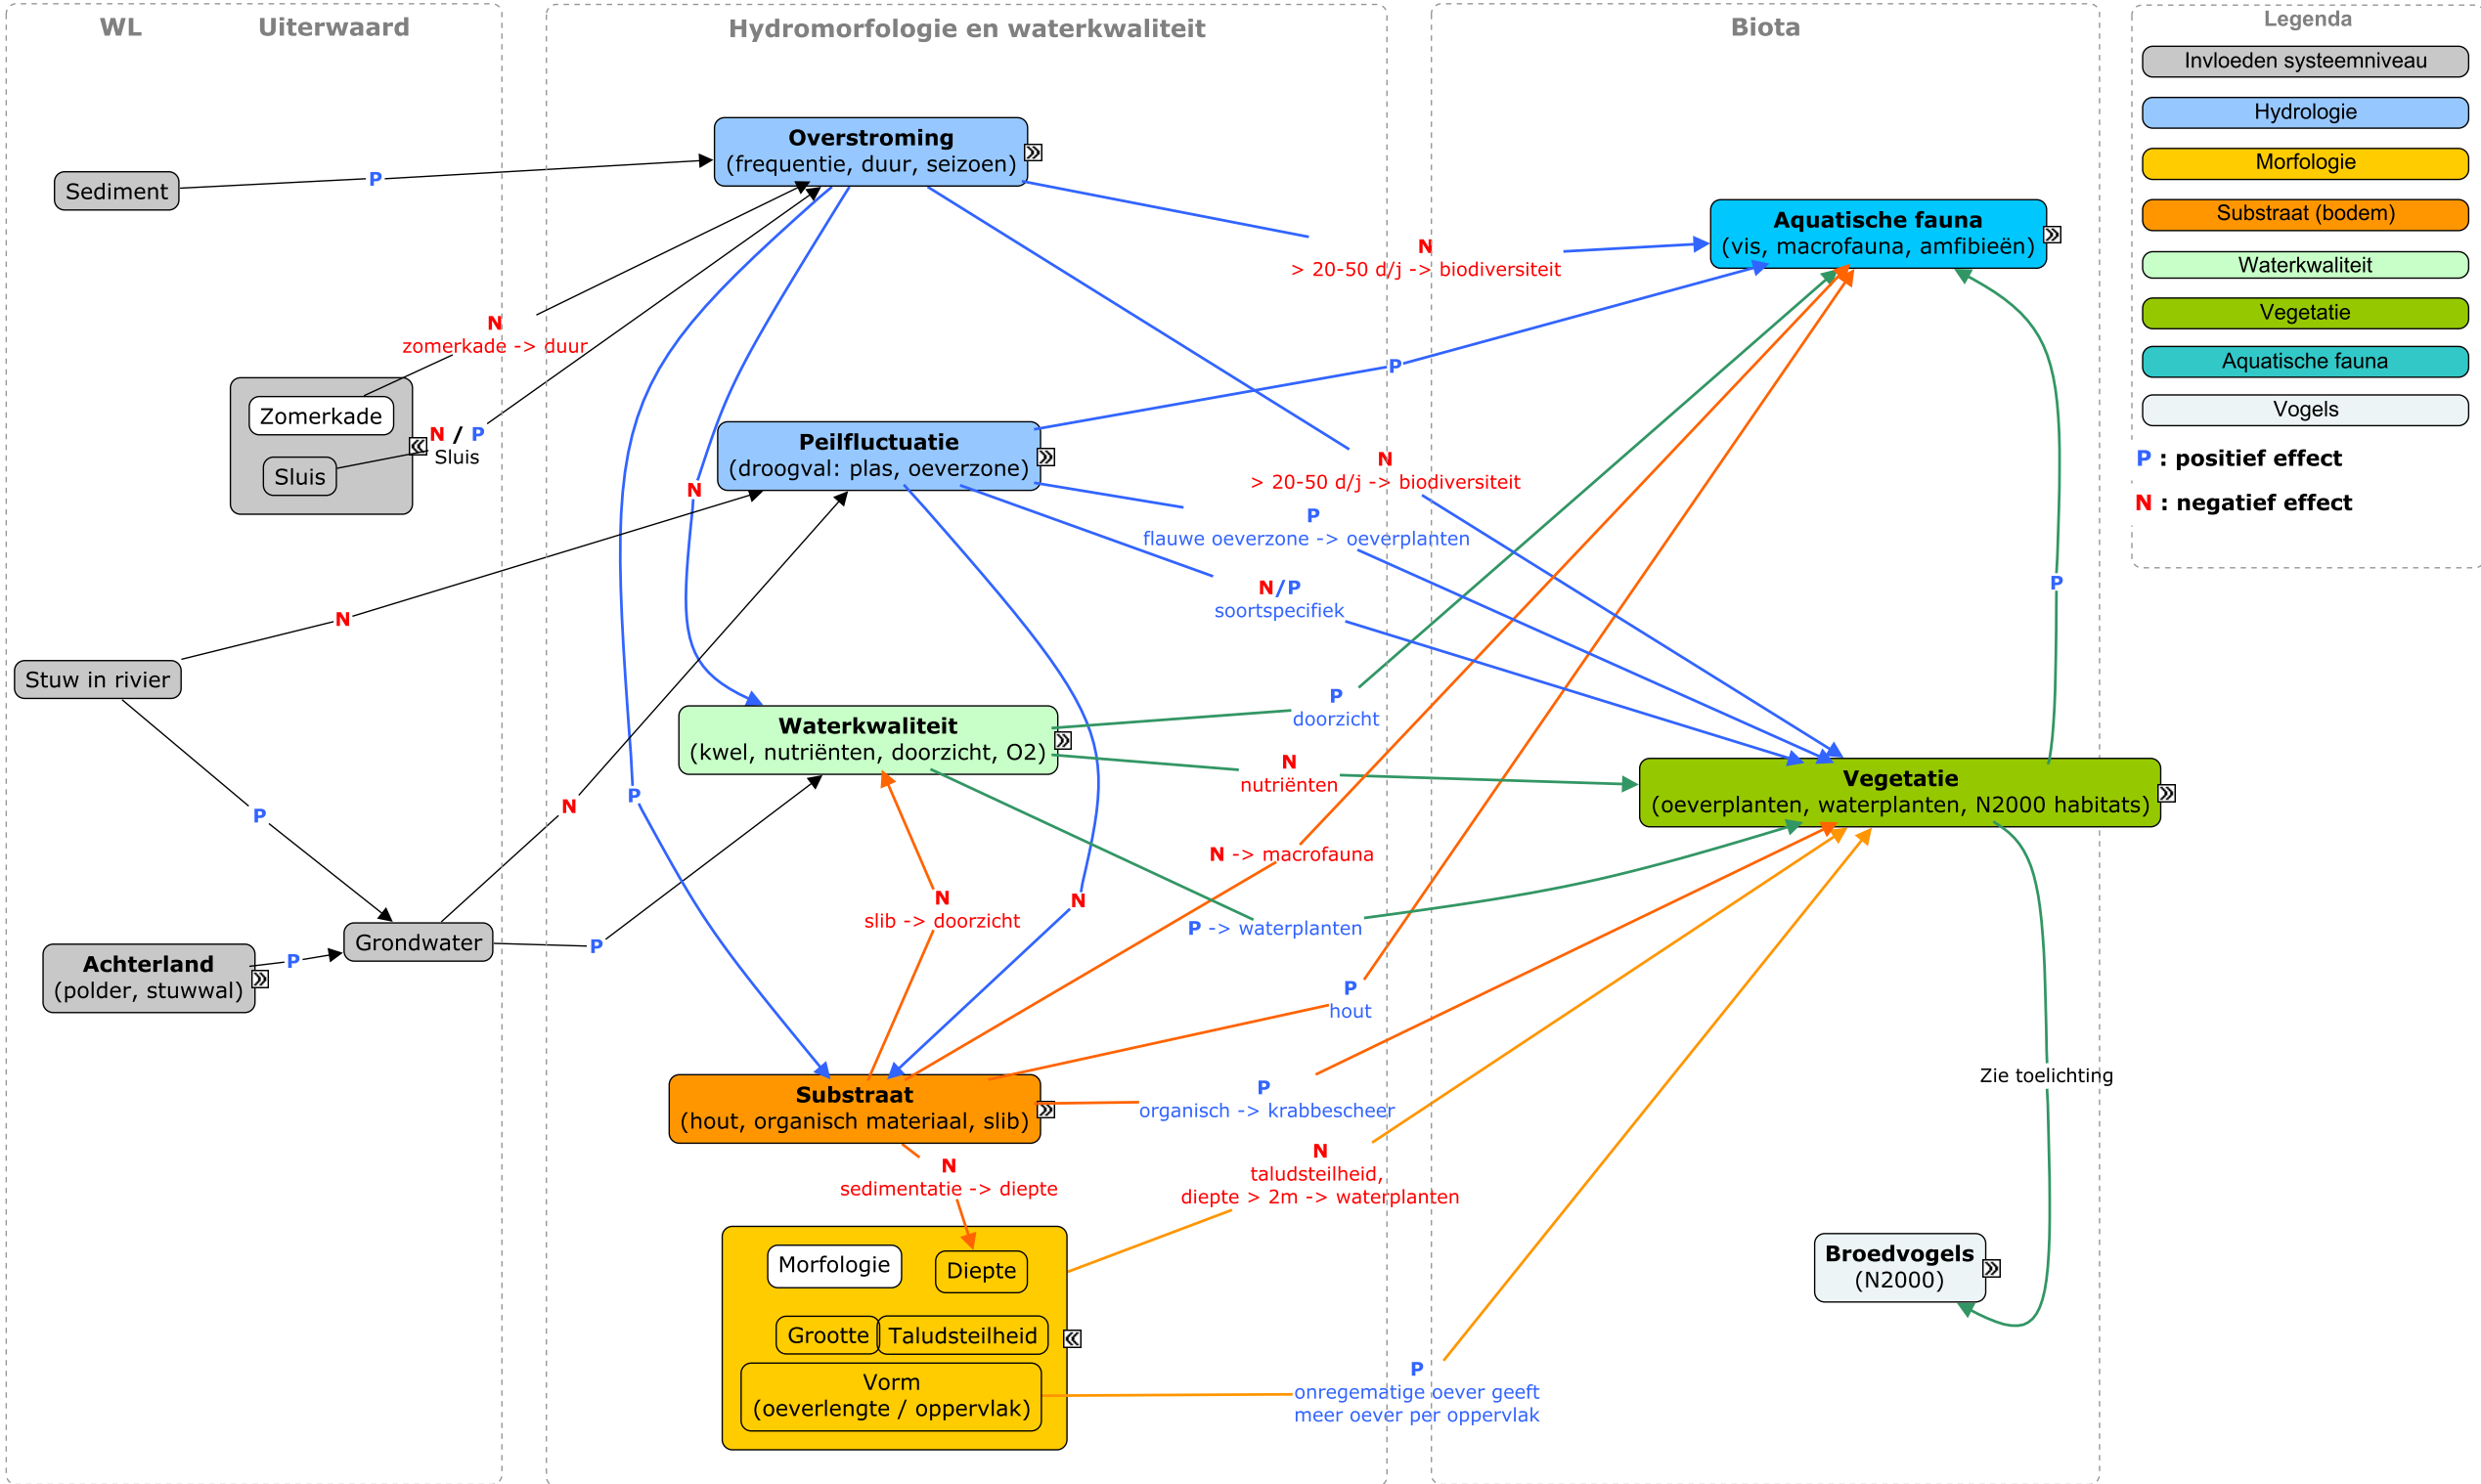 WL
Uiterwaard
Hydromorfologie en waterkwaliteit
Biota
Legenda
Invloeden systeemniveau
Hydrologie
Morfologie
Substraat (bodem)
Waterkwaliteit
Vegetatie
Aquatische fauna
Vogels
P : positief effect
N : negatief effect
Sediment
P
Overstroming
(frequentie, duur, seizoen)
N
zomerkade -> duur
Zomerkade
Sluis
N / P
Sluis
N
> 20-50 d/j -> biodiversiteit
Aquatische fauna
(vis, macrofauna, amfibieën)
P
Peilfluctuatie
(droogval: plas, oeverzone)
N
N
> 20-50 d/j -> biodiversiteit
P
flauwe oeverzone -> oeverplanten
N/P
soortspecifiek
P
N
Stuw in rivier
P
N
Waterkwaliteit
(kwel, nutriënten, doorzicht, O2)
P
P
doorzicht
N
nutriënten
Vegetatie
(oeverplanten, waterplanten, N2000 habitats)
N -> macrofauna
N
slib -> doorzicht
N
P -> waterplanten
Grondwater
P
Achterland
(polder, stuwwal)
P
P
hout
Zie toelichting
Substraat
(hout, organisch materiaal, slib)
P
organisch -> krabbescheer
N
sedimentatie -> diepte
N
taludsteilheid,
diepte > 2m -> waterplanten
Morfologie
Diepte
Grootte
Taludsteilheid
Vorm
(oeverlengte / oppervlak)
Broedvogels
(N2000)
P
onregematige oever geeft
meer oever per oppervlak